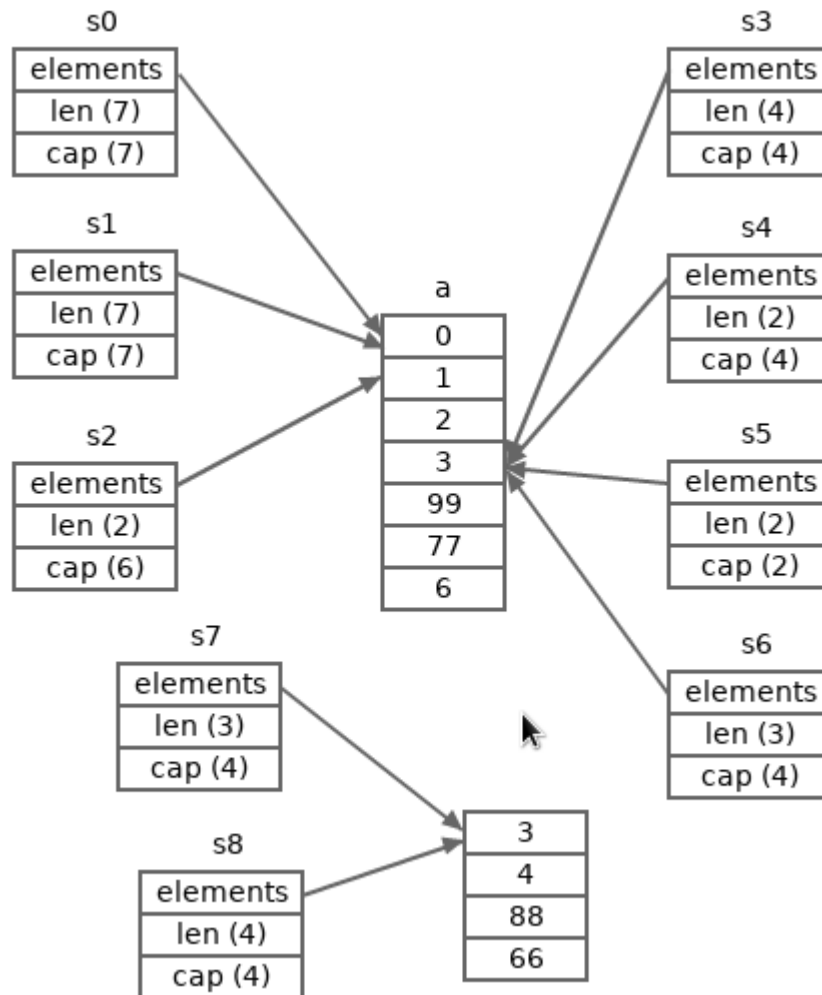 s0
elements
len (7)
cap (7)
s1
elements
len (7)
cap (7)
s2
elements
len (2)
cap (6)
a
0
1
2
3
99
77
6
s3
elements
len (4)
cap (4)
s4
elements
len (2)
cap (4)
s5
elements
len (2)
cap (2)
s6
elements
len (3)
cap (4)
s7
elements
len (3)
cap (4)
s8
elements
len (4)
cap (4)
3
4
88
66